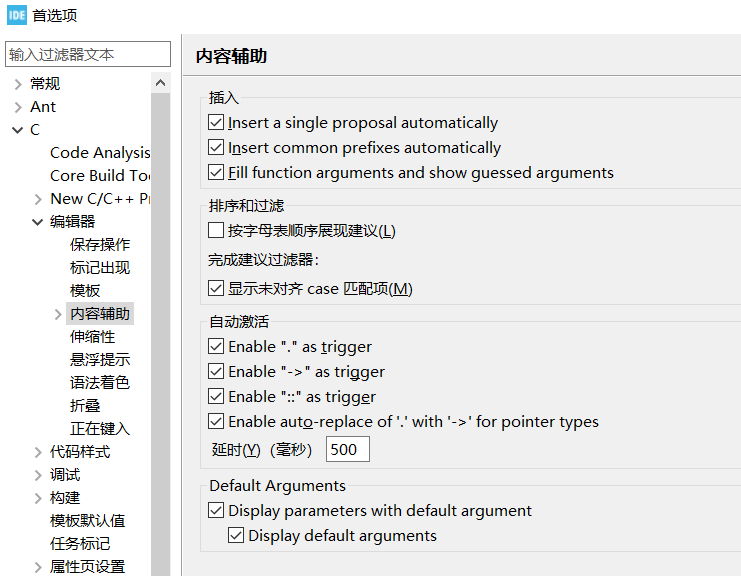 IDE 首选项
输入过滤器文本
常规
Ant
C
Code Analysis
Core Build Too
New C/C++ Pr
编辑器
保存操作
标记出现
模板
内容辅助
伸缩性
悬浮提示
语法着色
折叠
正在键入
代码样式
调试
构建
模板默认值
任务标记
属性页设置
内容辅助
插入
Insert a single proposal automatically
Insert common prefixes automatically
Fill function arguments and show guessed arguments
排序和过滤
按字母表顺序展现建议(L)
完成建议过滤器：
显示未对齐 case 匹配项(M)
自动激活
Enable "." as trigger
Enable "->" as trigger
Enable "::" as trigger
Enable auto-replace of '.' with '->' for pointer types
延时(Y)（毫秒） 500
Default Arguments
Display parameters with default argument
Display default arguments